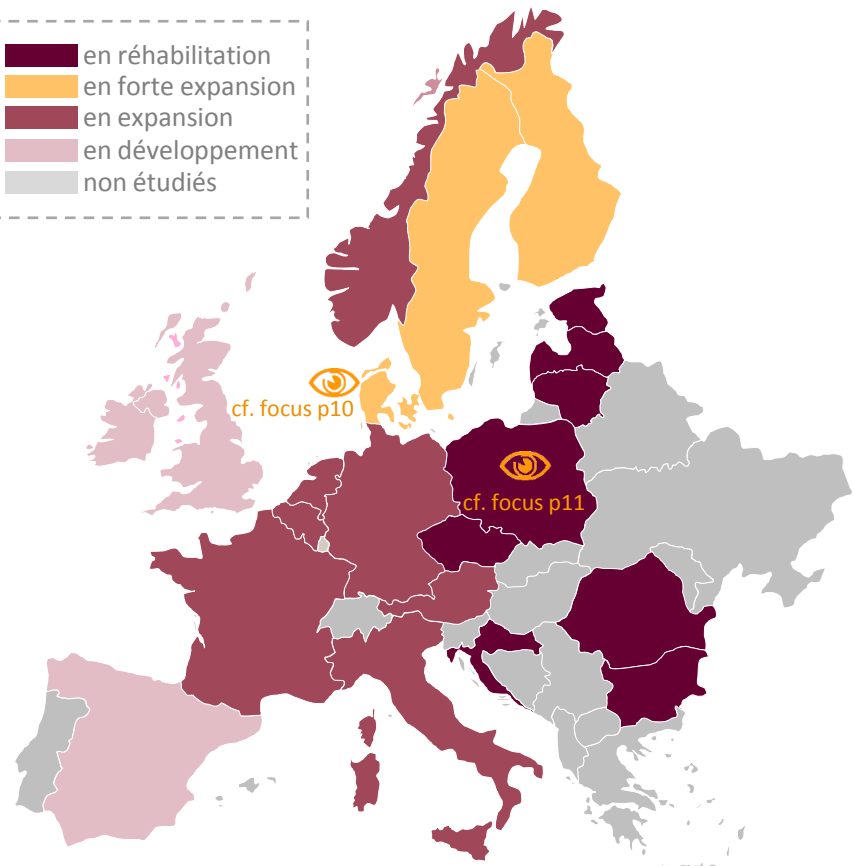 en réhabilitation
en forte expansion
en expansion
en développement
non étudiés
cf. focus p10
cf. focus p11